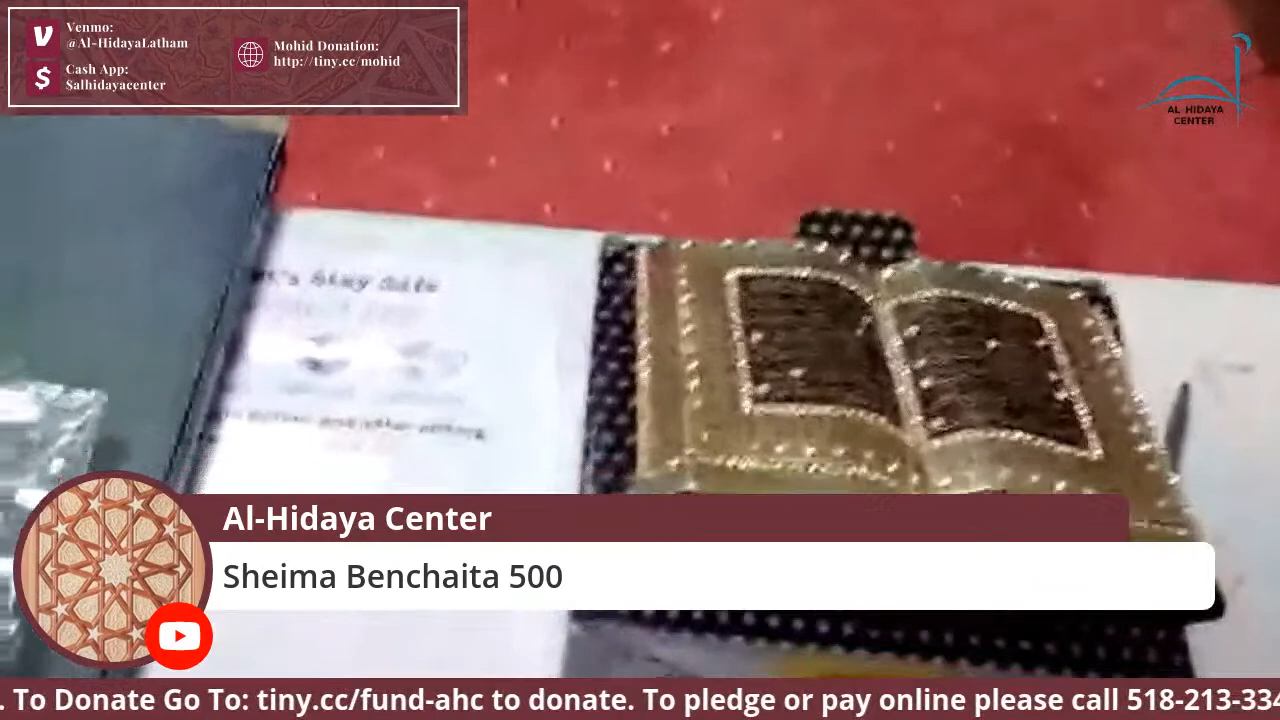 Venmo:
@Al-HidayaLatham
Cash App:
$alhidayacenter
Mohid Donation:
http://tiny.cc/mohid
AL HIDAYA
CENTER
Stay Safe
Al-Hidaya Center
Sheima Benchaita 500
. To Donate Go To: tiny.cc/fund-ahc to donate. To pledge or pay online please call 518-213-334